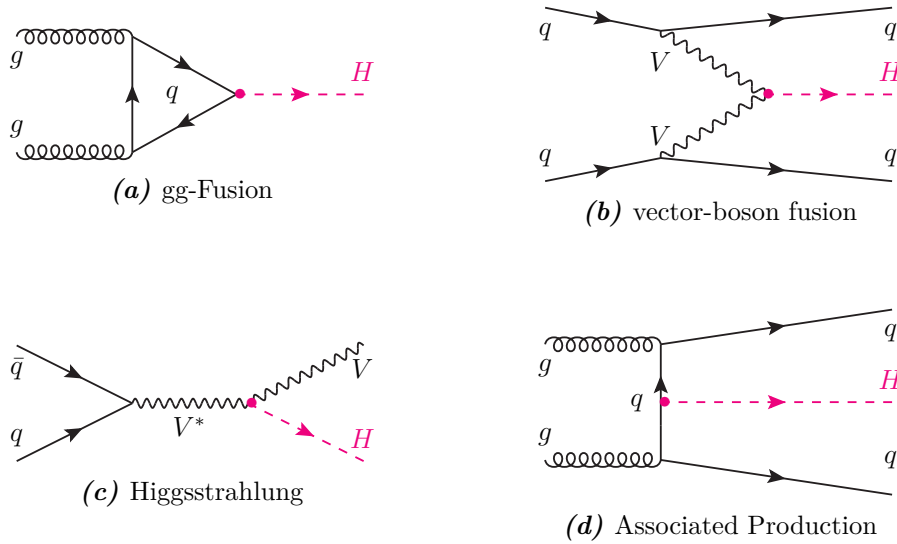 g
g
q
H
(a) gg-Fusion
q
q
V
V
H
q
q
(b) vector-boson fusion
q̄
q
V*
V
H
(c) Higgsstrahlung
g
g
q
q
H
q
(d) Associated Production